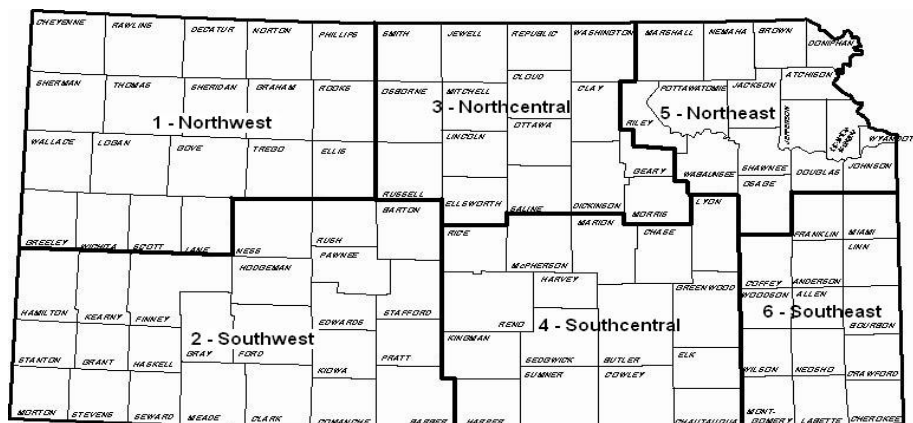 CHEYENNE RAWLINS DECATUR NORTON PHILLIPS SMITH JEWELL REPUBLIC WASHINGTON MARSHALL NEMAHA BROWN DONIPHAN
SHERMAN THOMAS SHERIDAN GRAHAM ROOKS OSBORNE MITCHELL CLOUD CLAY POTTAWATOMIE JACKSON ATCHISON
1 - Northwest
3 - Northcentral
5 - Northeast
RILEY JEFFERSON WYANDOT
WALLACE LOGAN GOVE TREGO ELLIS LINCOLN OTTAWA
RUSSELL ELLSWORTH SALINE DICKINSON GEARY MORRIS WABAUNSEE SHAWNEE OSAGE DOUGLAS JOHNSON
GREELEY WICHITA SCOTT LANE NESS RUSH BARTON RICE MARION CHASE LYON FRANKLIN MIAMI
HODGEMAN PAWNEE McPHERSON HARVEY GREENWOOD COFFEY ANDERSON LINN
HAMILTON KEARNY FINNEY EDWARDS STAFFORD RENO WOODSON ALLEN BOURBON
2 - Southwest
4 - Southcentral
6 - Southeast
STANTON GRANT HASKELL GRAY FORD KIOWA PRATT KINGMAN SEDGWICK BUTLER ELK WILSON NEOSHO CRAWFORD
SUMNER COWLEY
MORTON STEVENS SEWARD MEADE CLARK COMANCHE BARBER HARPER CHAUTAUQUA MONT-
GOMERY LABETTE CHEROKEE